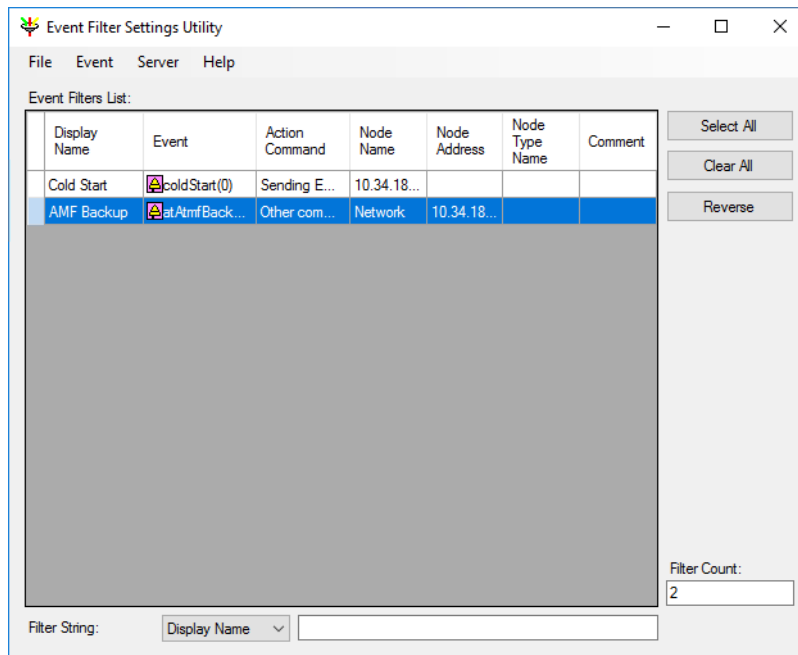 Event Filter Settings Utility
File Event Server Help
Event Filters List:
Display Name Event Action Command Node Name Node Address Node Type Name Comment
Cold Start coldStart(0) Sending E... 10.34.18...
AMF Backup atAtmfBack... Other com... Network 10.34.18...
Select All
Clear All
Reverse
Filter Count:
2
Filter String: Display Name